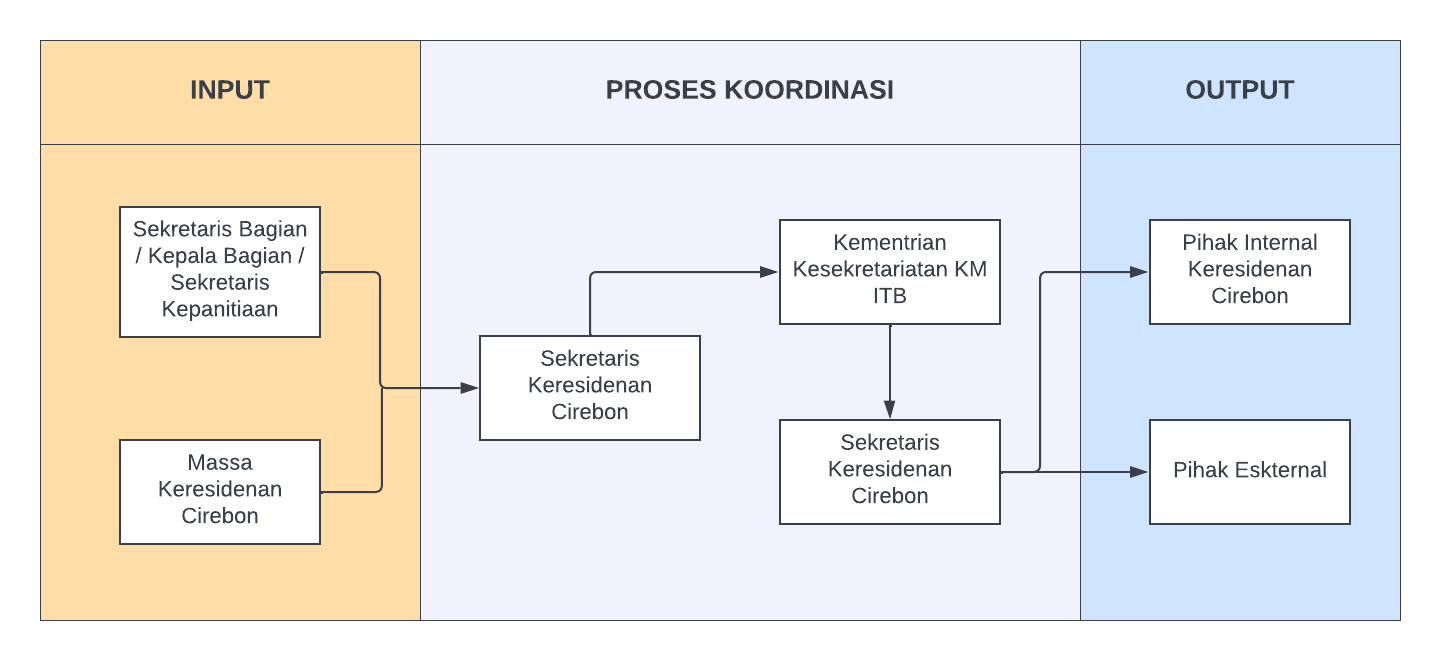 INPUT
PROSES KOORDINASI
OUTPUT
Sekretaris Bagian
/ Kepala Bagian /
Sekretaris
Kepanitiaan
Massa
Keresidenan
Cirebon
Sekretaris
Keresidenan
Cirebon
Kementrian
Kesekretariatan KM
ITB
Sekretaris
Keresidenan
Cirebon
Pihak Internal
Keresidenan
Cirebon
Pihak Eskternal